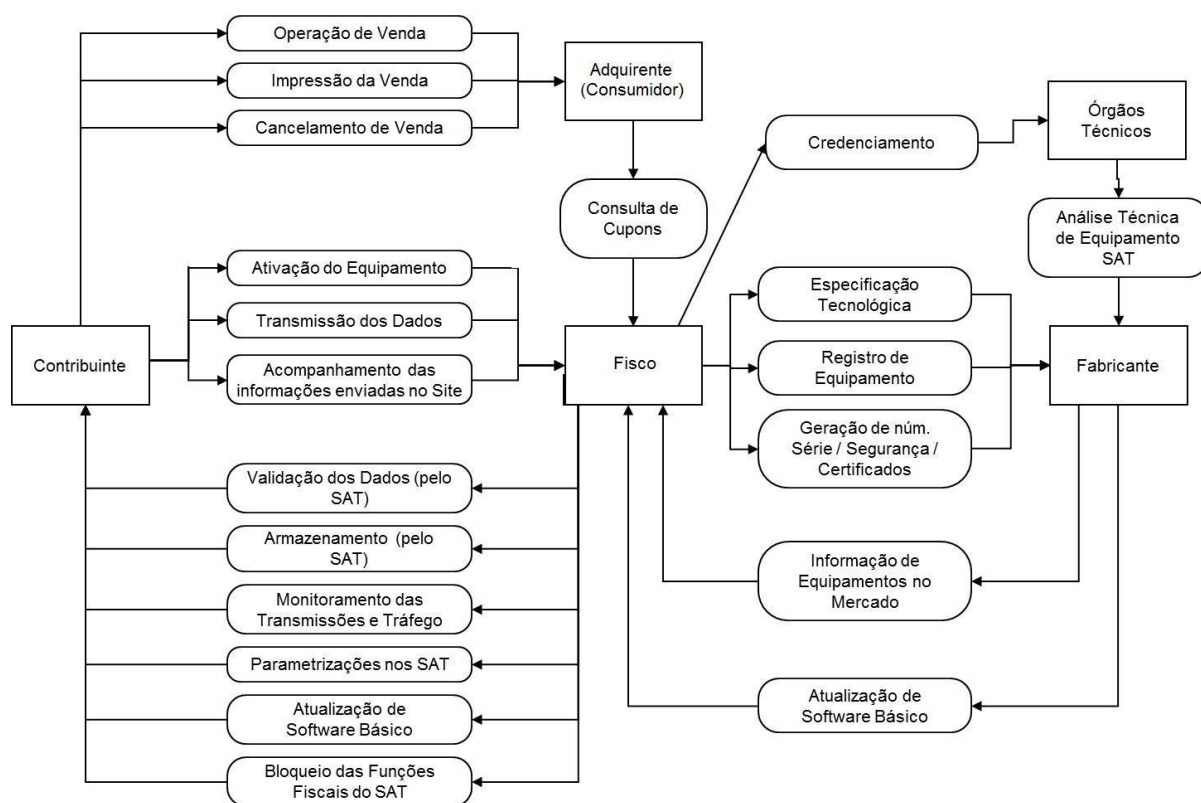 Operação de Venda
Impressão da Venda
Cancelamento de Venda
Adquirente
(Consumidor)
Consulta de
Cupons
Credenciamento
Órgãos
Técnicos
Análise Técnica
de Equipamento
SAT
Ativação do Equipamento
Transmissão dos Dados
Acompanhamento das
informações enviadas no Site
Contribuinte
Fisco
Especificação
Tecnológica
Registro de
Equipamento
Geração de núm.
Série / Segurança /
Certificados
Fabricante
Validação dos Dados (pelo
SAT)
Armazenamento (pelo
SAT)
Monitoramento das
Transmissões e Tráfego
Parametrizações nos SAT
Atualização de
Software Básico
Bloqueio das Funções
Fiscais do SAT
Informação de
Equipamentos no
Mercado
Atualização de
Software Básico